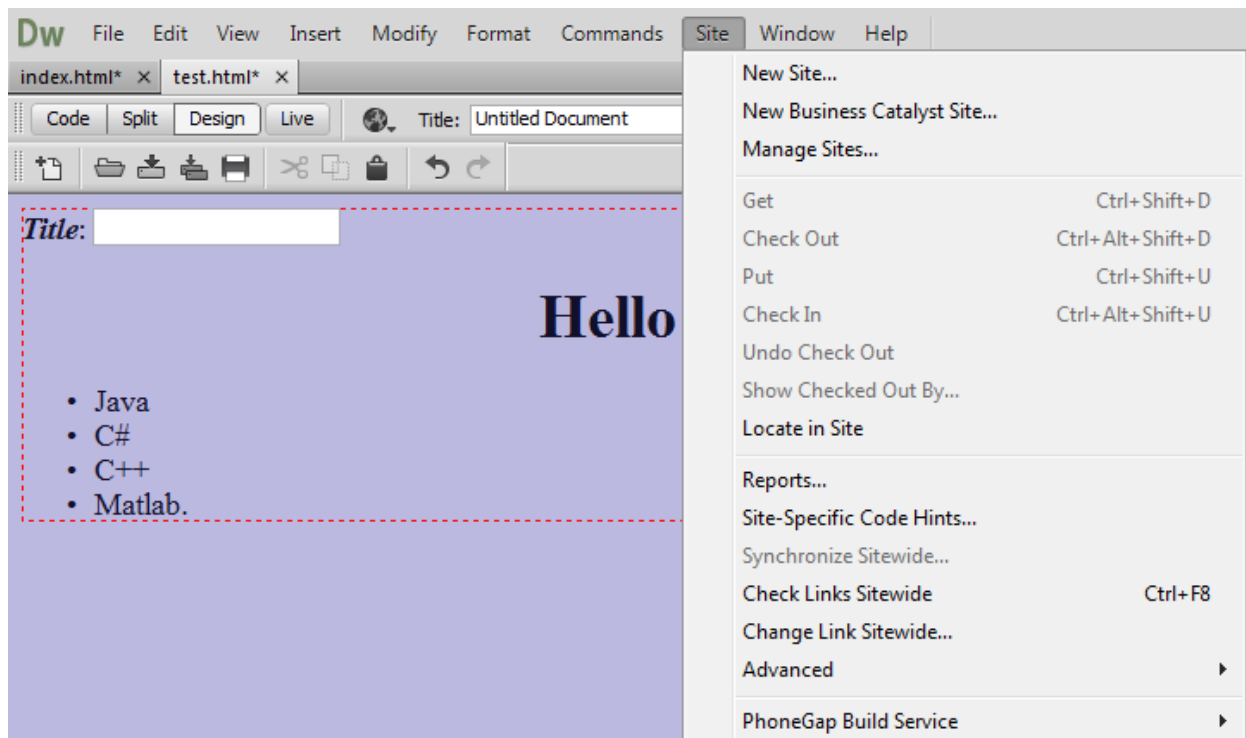 Dw File Edit View Insert Modify Format Commands Site Window Help
index.html* × test.html* ×
Code Split Design Live Title: Untitled Document
Title:
Hello
• Java
• C#
• C++
• Matlab.
New Site...
New Business Catalyst Site...
Manage Sites...
Get Ctrl+Shift+D
Check Out Ctrl+Alt+Shift+D
Put Ctrl+Shift+U
Check In Ctrl+Alt+Shift+U
Undo Check Out
Show Checked Out By...
Locate in Site
Reports...
Site-Specific Code Hints...
Synchronize Sitewide...
Check Links Sitewide Ctrl+F8
Change Link Sitewide...
Advanced
PhoneGap Build Service